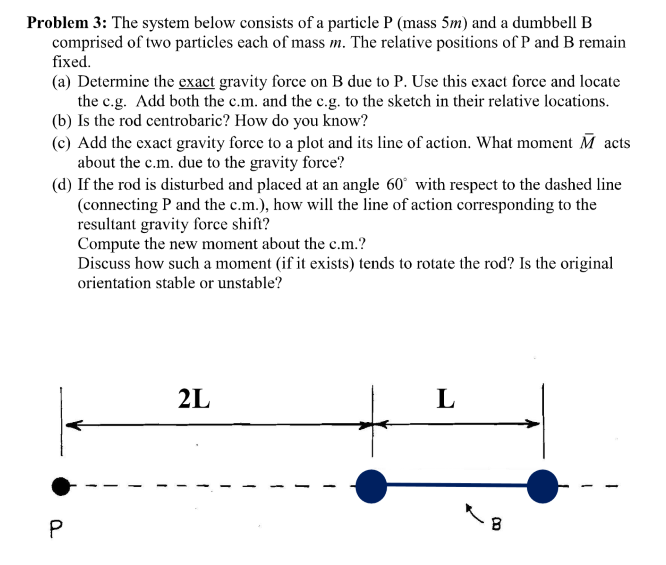 Problem 3: The system below consists of a particle P (mass 5m) and a dumbbell B
comprised of two particles each of mass m. The relative positions of P and B remain
fixed.
(a) Determine the exact gravity force on B due to P. Use this exact force and locate
the c.g. Add both the c.m. and the c.g. to the sketch in their relative locations.
(b) Is the rod centrobaric? How do you know?
(c) Add the exact gravity force to a plot and its line of action. What moment M̄ acts
about the c.m. due to the gravity force?
(d) If the rod is disturbed and placed at an angle 60° with respect to the dashed line
(connecting P and the c.m.), how will the line of action corresponding to the
resultant gravity force shift?
Compute the new moment about the c.m.?
Discuss how such a moment (if it exists) tends to rotate the rod? Is the original
orientation stable or unstable?
2L L
P B